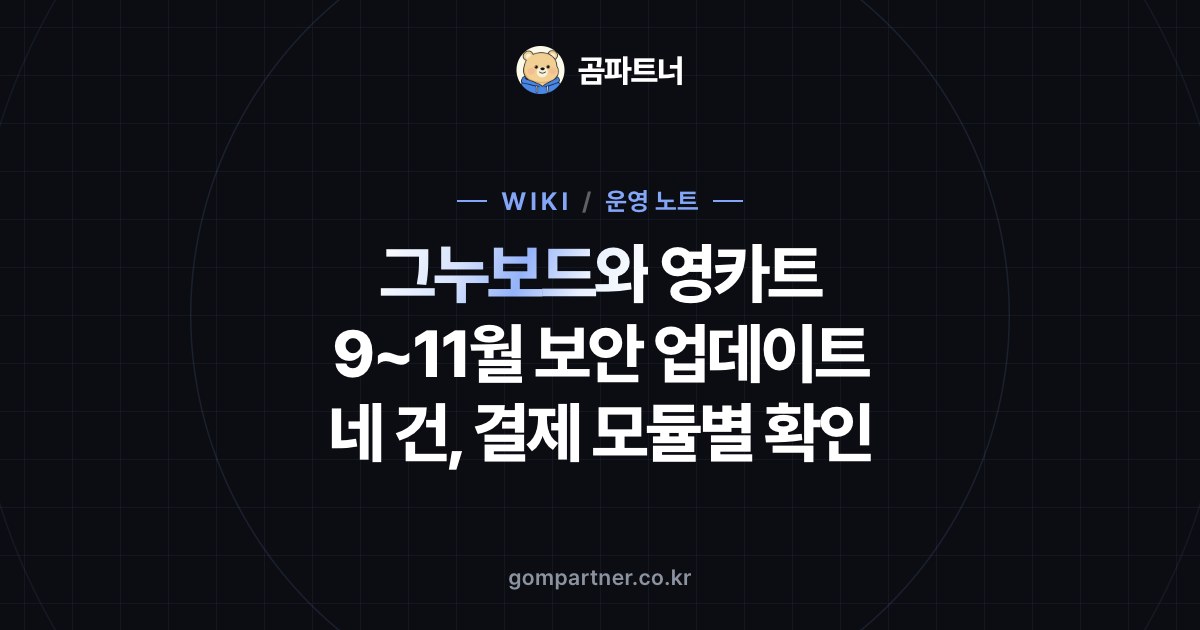 곰파트너
WIKI / 운영 노트
그누보드와 영카트
9~11월 보안 업데이트
네 건, 결제 모듈별 확인
gompartner.co.kr